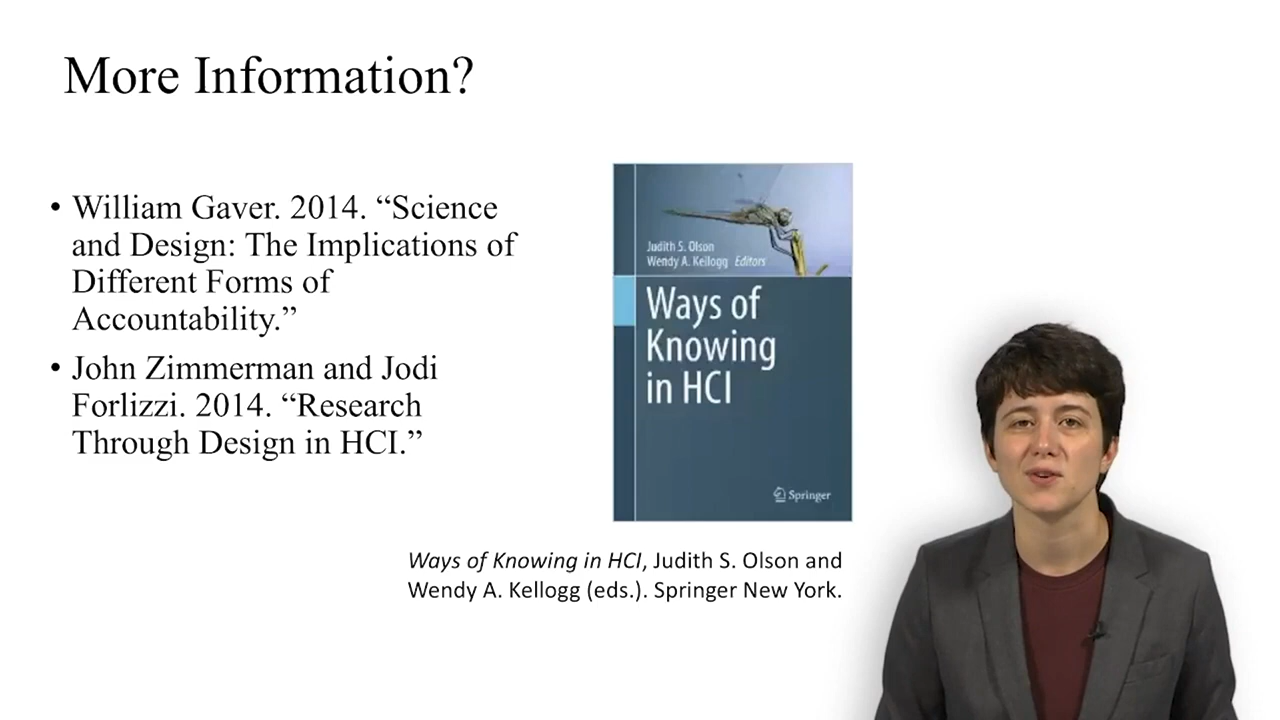 More Information?
• William Gaver. 2014. “Science
and Design: The Implications of
Different Forms of
Accountability.”
• John Zimmerman and Jodi
Forlizzi. 2014. “Research
Through Design in HCI.”
Judith S. Olson
Wendy A. Kellogg Editors
Ways of
Knowing
in HCI
Springer
Ways of Knowing in HCI, Judith S. Olson and
Wendy A. Kellogg (eds.). Springer New York.